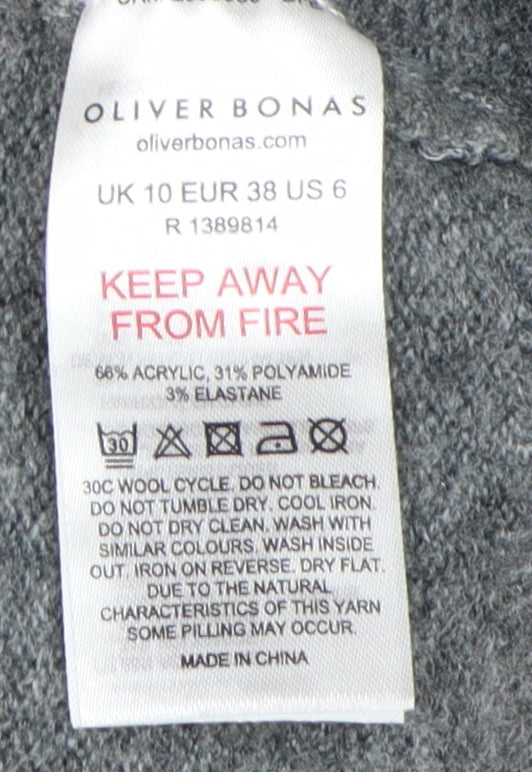 OLIVER BONAS
oliverbonas.com
UK 10 EUR 38 US 6
R 1389814
KEEP AWAY
FROM FIRE
66% ACRYLIC, 31% POLYAMIDE
3% ELASTANE
30
30C WOOL CYCLE. DO NOT BLEACH.
DO NOT TUMBLE DRY. COOL IRON.
DO NOT DRY CLEAN. WASH WITH
SIMILAR COLOURS. WASH INSIDE
OUT. IRON ON REVERSE. DRY FLAT.
DUE TO THE NATURAL
CHARACTERISTICS OF THIS YARN
SOME PILLING MAY OCCUR.
MADE IN CHINA